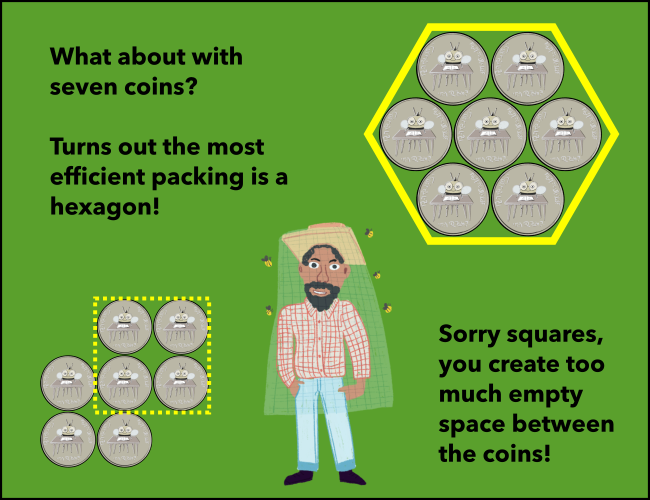 What about with
seven coins?
Turns out the most
efficient packing is a
hexagon!
Sorry squares,
you create too
much empty
space between
the coins!